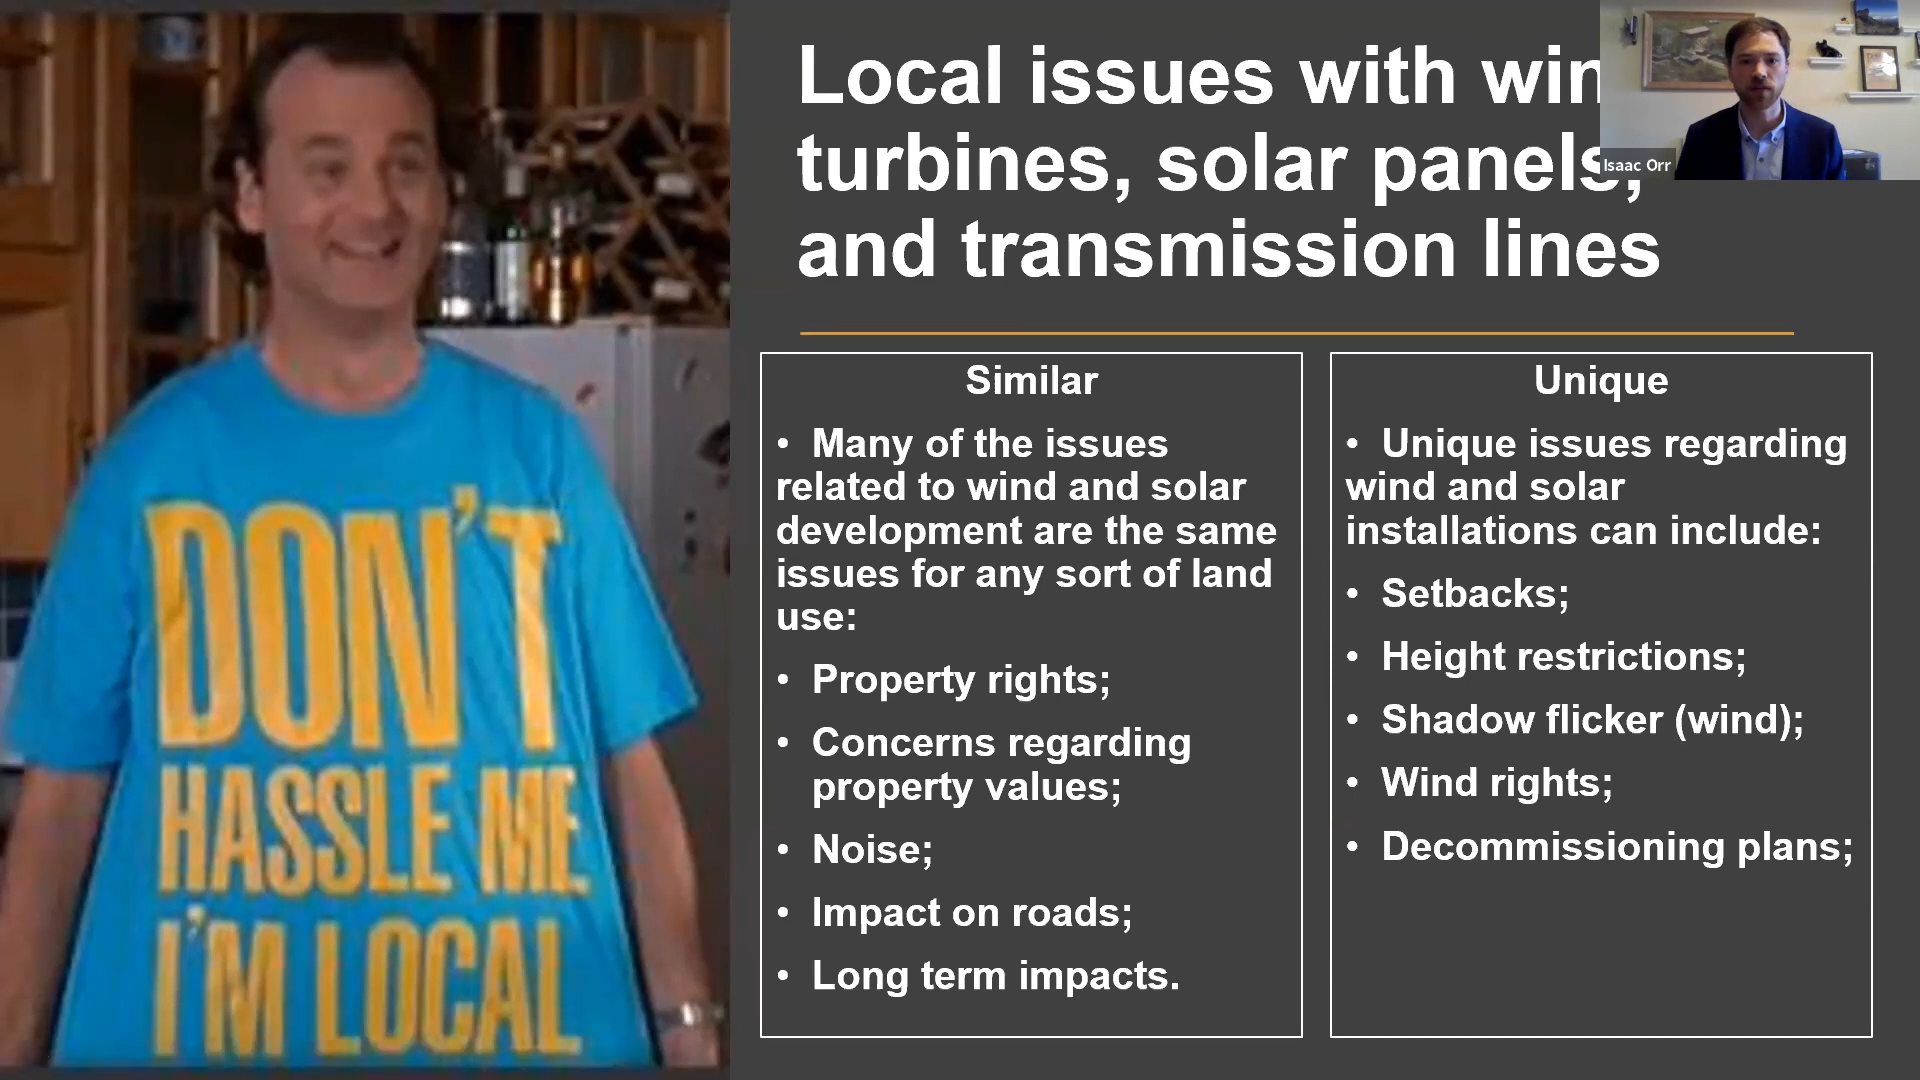 Local issues with win
turbines, solar panels,
and transmission lines
Isaac Orr
DON'T
HASSLE ME
I'M LOCAL
Similar
• Many of the issues
related to wind and solar
development are the same
issues for any sort of land
use:
• Property rights;
• Concerns regarding
property values;
• Noise;
• Impact on roads;
• Long term impacts.
Unique
• Unique issues regarding
wind and solar
installations can include:
• Setbacks;
• Height restrictions;
• Shadow flicker (wind);
• Wind rights;
• Decommissioning plans;